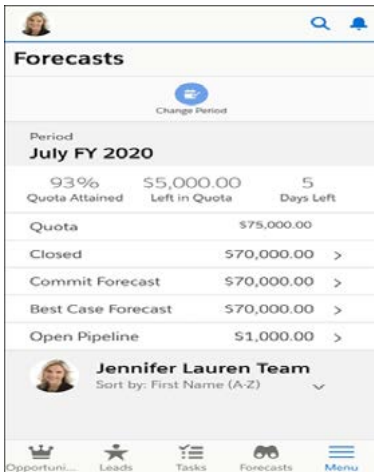 Forecasts
Change Period
Period
July FY 2020
93% $5,000.00 5
Quota Attained Left in Quota Days Left
Quota $75,000.00
Closed $70,000.00 >
Commit Forecast $70,000.00 >
Best Case Forecast $70,000.00 >
Open Pipeline $1,000.00 >
Jennifer Lauren Team
Sort by: First Name (A-Z)
Opportuni... Leads Tasks Forecasts Menu